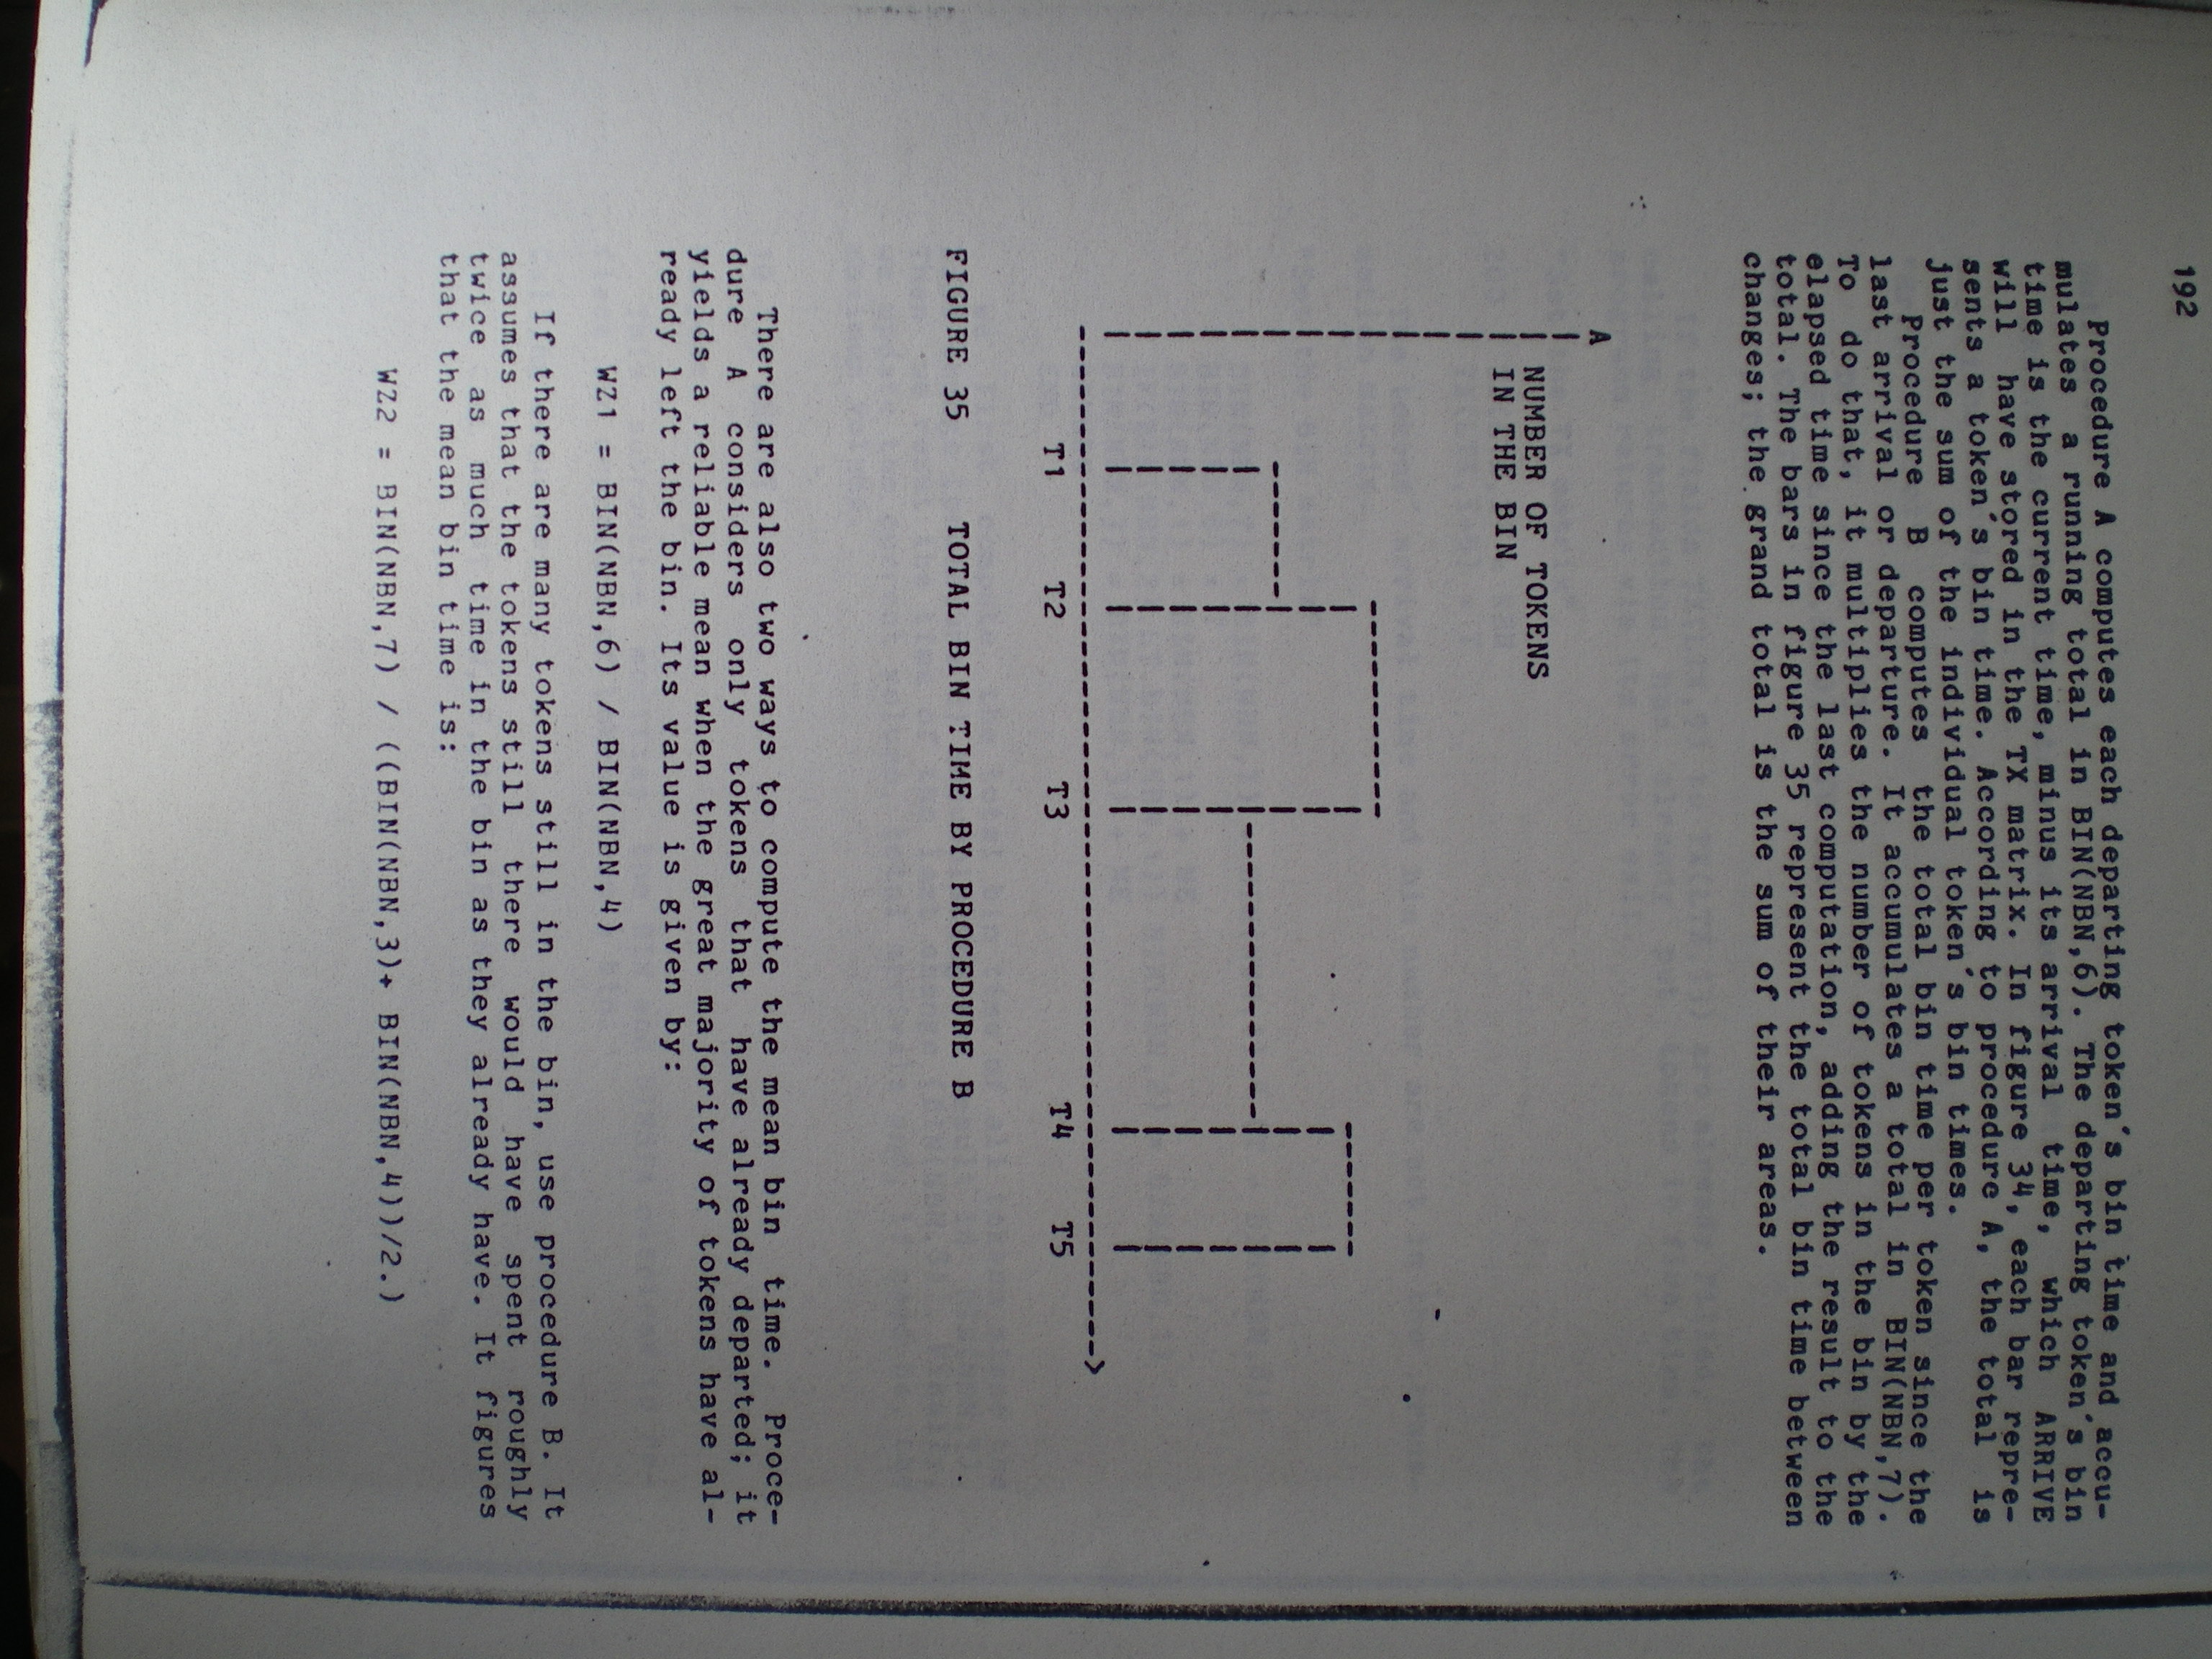 192
Procedure A computes each departing token's bin time and accu-
mulates a running total in BIN(NBN,6). The departing token's bin
time is the current time, minus its arrival time, which ARRIVE
will have stored in the TX matrix. In figure 34, each bar repre-
sents a token's bin time. According to procedure A, the total is
just the sum of the individual token's bin times.
Procedure B computes the total bin time per token since the
last arrival or departure. It accumulates a total in BIN(NBN,7).
To do that, it multiplies the number of tokens in the bin by the
elapsed time since the last computation, adding the result to the
total. The bars in figure 35 represent the total bin time between
changes; the grand total is the sum of their areas.
A
NUMBER OF TOKENS
IN THE BIN
T1 T2 T3 T4 T5
FIGURE 35 TOTAL BIN TIME BY PROCEDURE B
There are also two ways to compute the mean bin time. Proce-
dure A considers only tokens that have already departed; it
yields a reliable mean when the great majority of tokens have al-
ready left the bin. Its value is given by:
WZ1 = BIN(NBN,6) / BIN(NBN,4)
If there are many tokens still in the bin, use procedure B. It
assumes that the tokens still there would have spent roughly
twice as much time in the bin as they already have. It figures
that the mean bin time is:
WZ2 = BIN(NBN,7) / ((BIN(NBN,3)+ BIN(NBN,4))/2.)